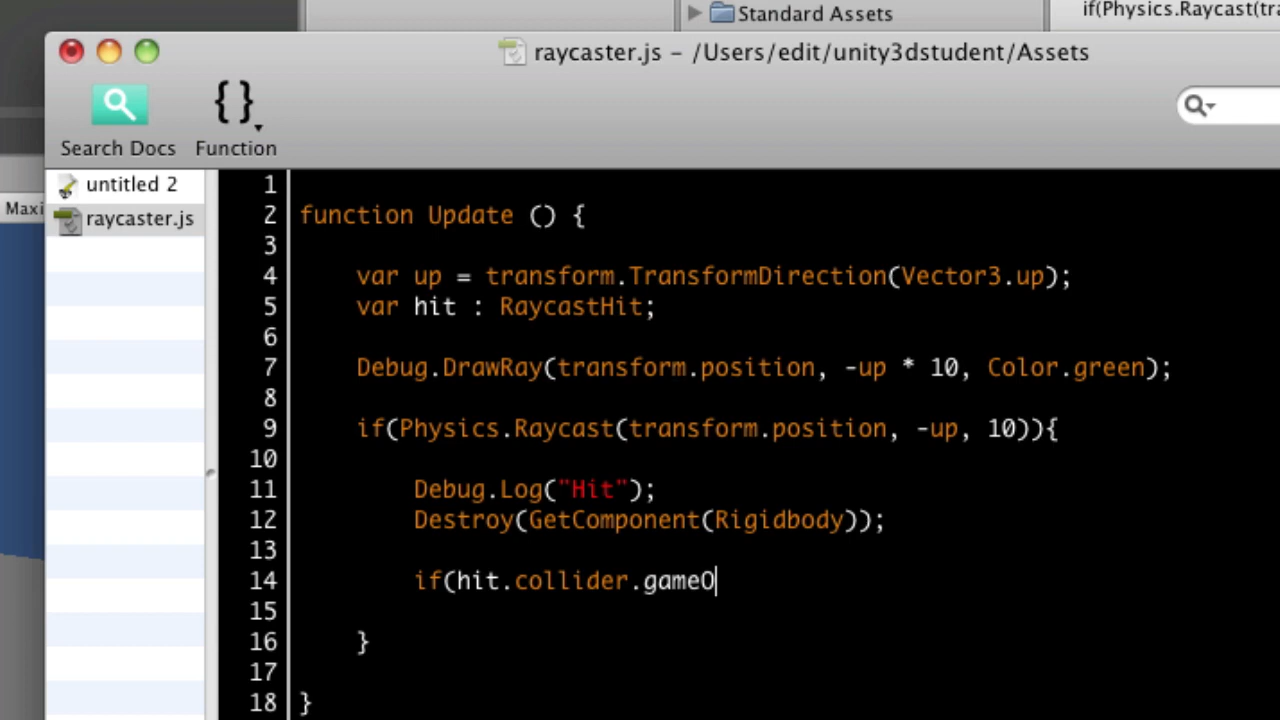 Standard Assets
if(Physics.Raycast(tra
raycaster.js – /Users/edit/unity3dstudent/Assets
{}
Search Docs Function
Maxi
untitled 2
raycaster.js
1
2 function Update () {
3
4 var up = transform.TransformDirection(Vector3.up);
5 var hit : RaycastHit;
6
7 Debug.DrawRay(transform.position, -up * 10, Color.green);
8
9 if(Physics.Raycast(transform.position, -up, 10)){
10
11 Debug.Log("Hit");
12 Destroy(GetComponent(Rigidbody));
13
14 if(hit.collider.gameO
15
16 }
17
18 }